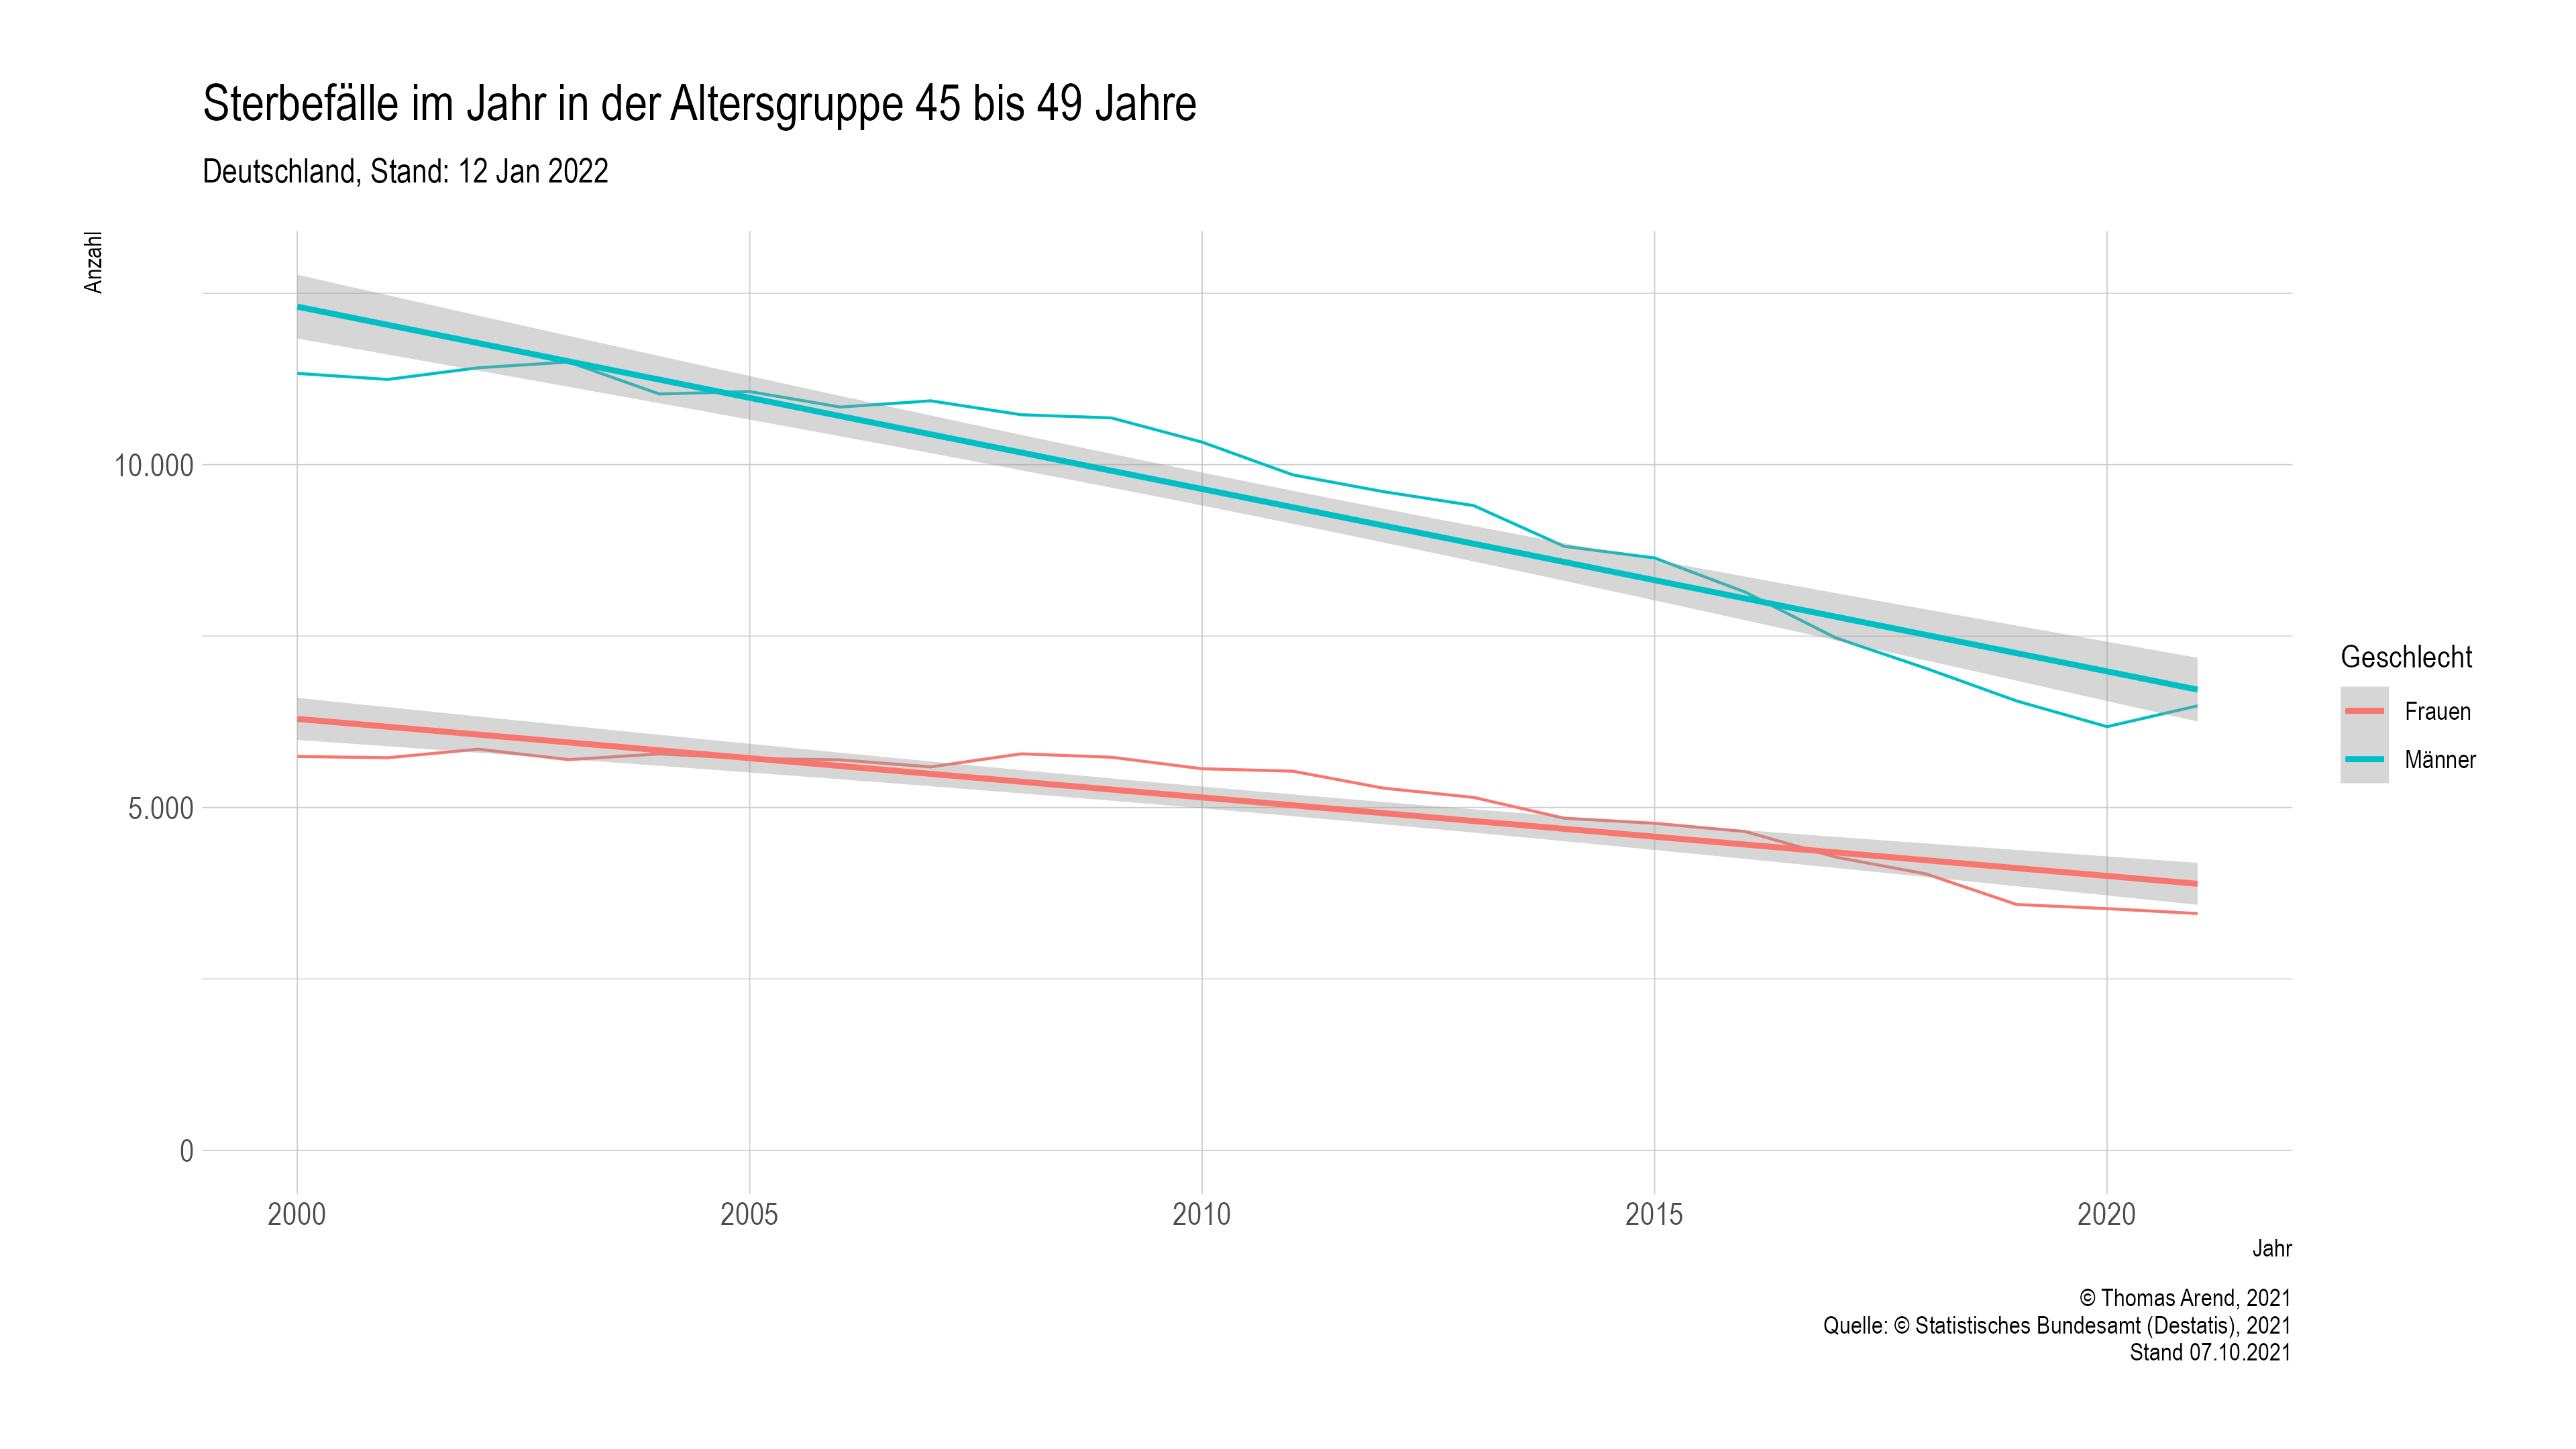 Sterbefälle im Jahr in der Altersgruppe 45 bis 49 Jahre
Deutschland, Stand: 12 Jan 2022
Anzahl
10.000
5.000
0
2000 2005 2010 2015 2020
Jahr
Geschlecht
Frauen
Männer
© Thomas Arend, 2021
Quelle: © Statistisches Bundesamt (Destatis), 2021
Stand 07.10.2021